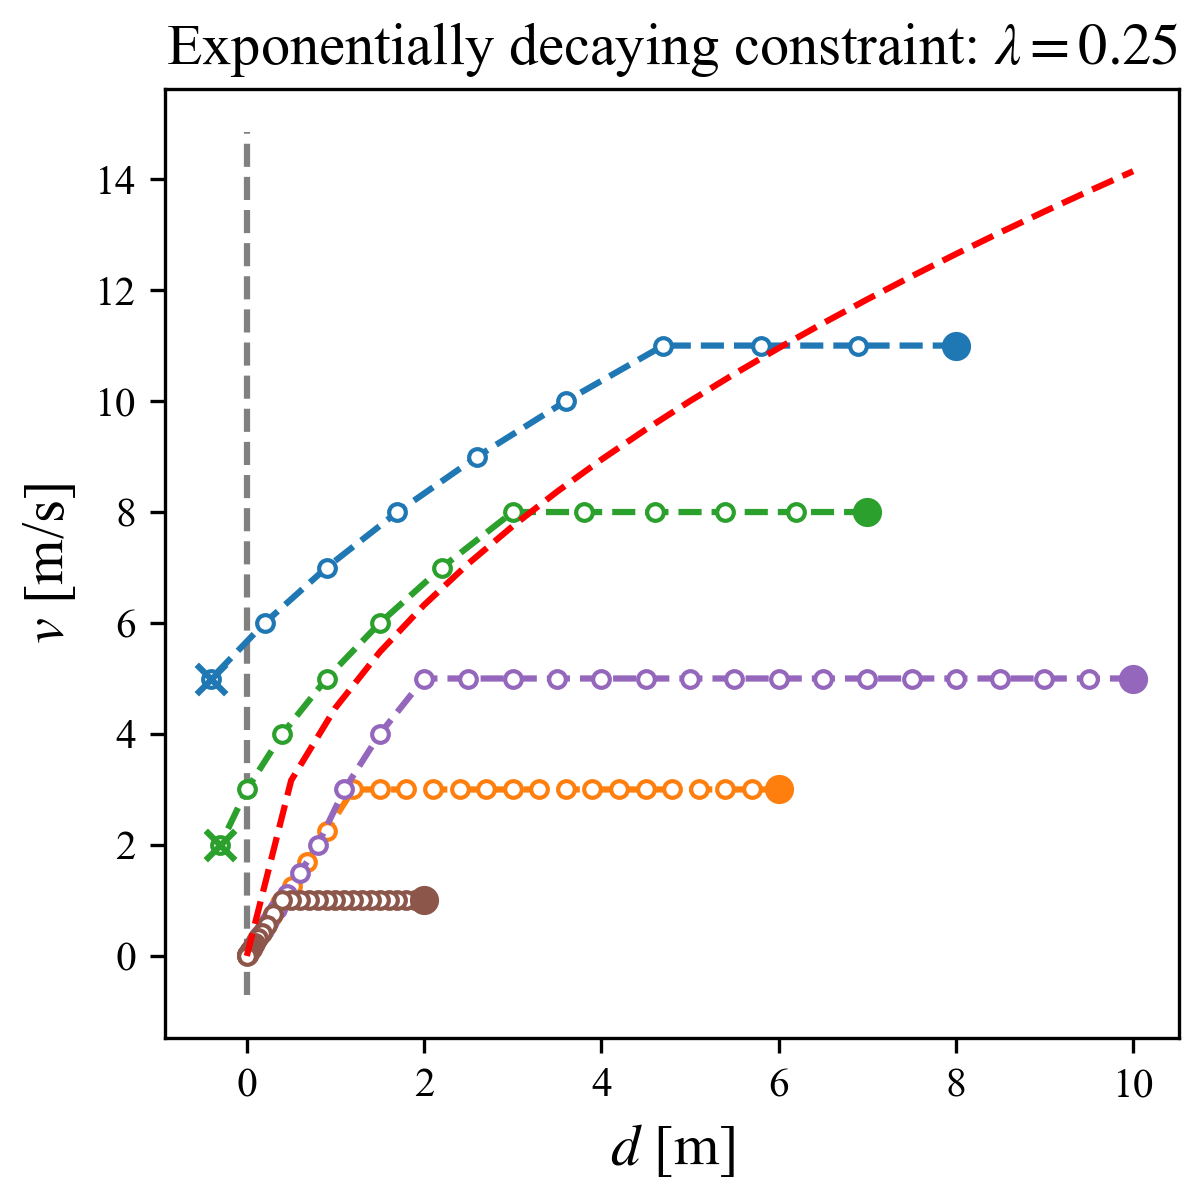 Exponentially decaying constraint: λ = 0.25
14
12
10
8
6
4
2
0
v [m/s]
0 2 4 6 8 10
d [m]